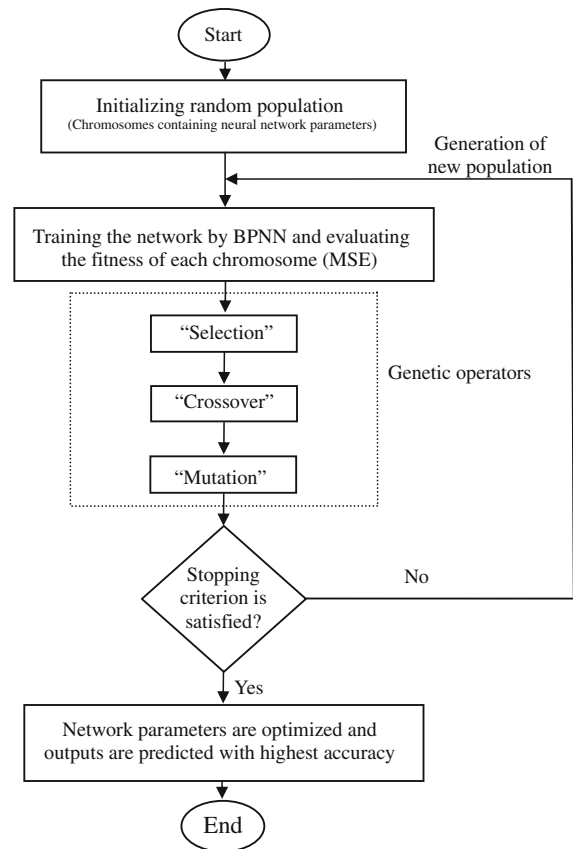 Start
Initializing random population
(Chromosomes containing neural network parameters)
Generation of
new population
Training the network by BPNN and evaluating
the fitness of each chromosome (MSE)
“Selection”
Genetic operators
“Crossover”
“Mutation”
Stopping
criterion is
satisfied?
No
Yes
Network parameters are optimized and
outputs are predicted with highest accuracy
End